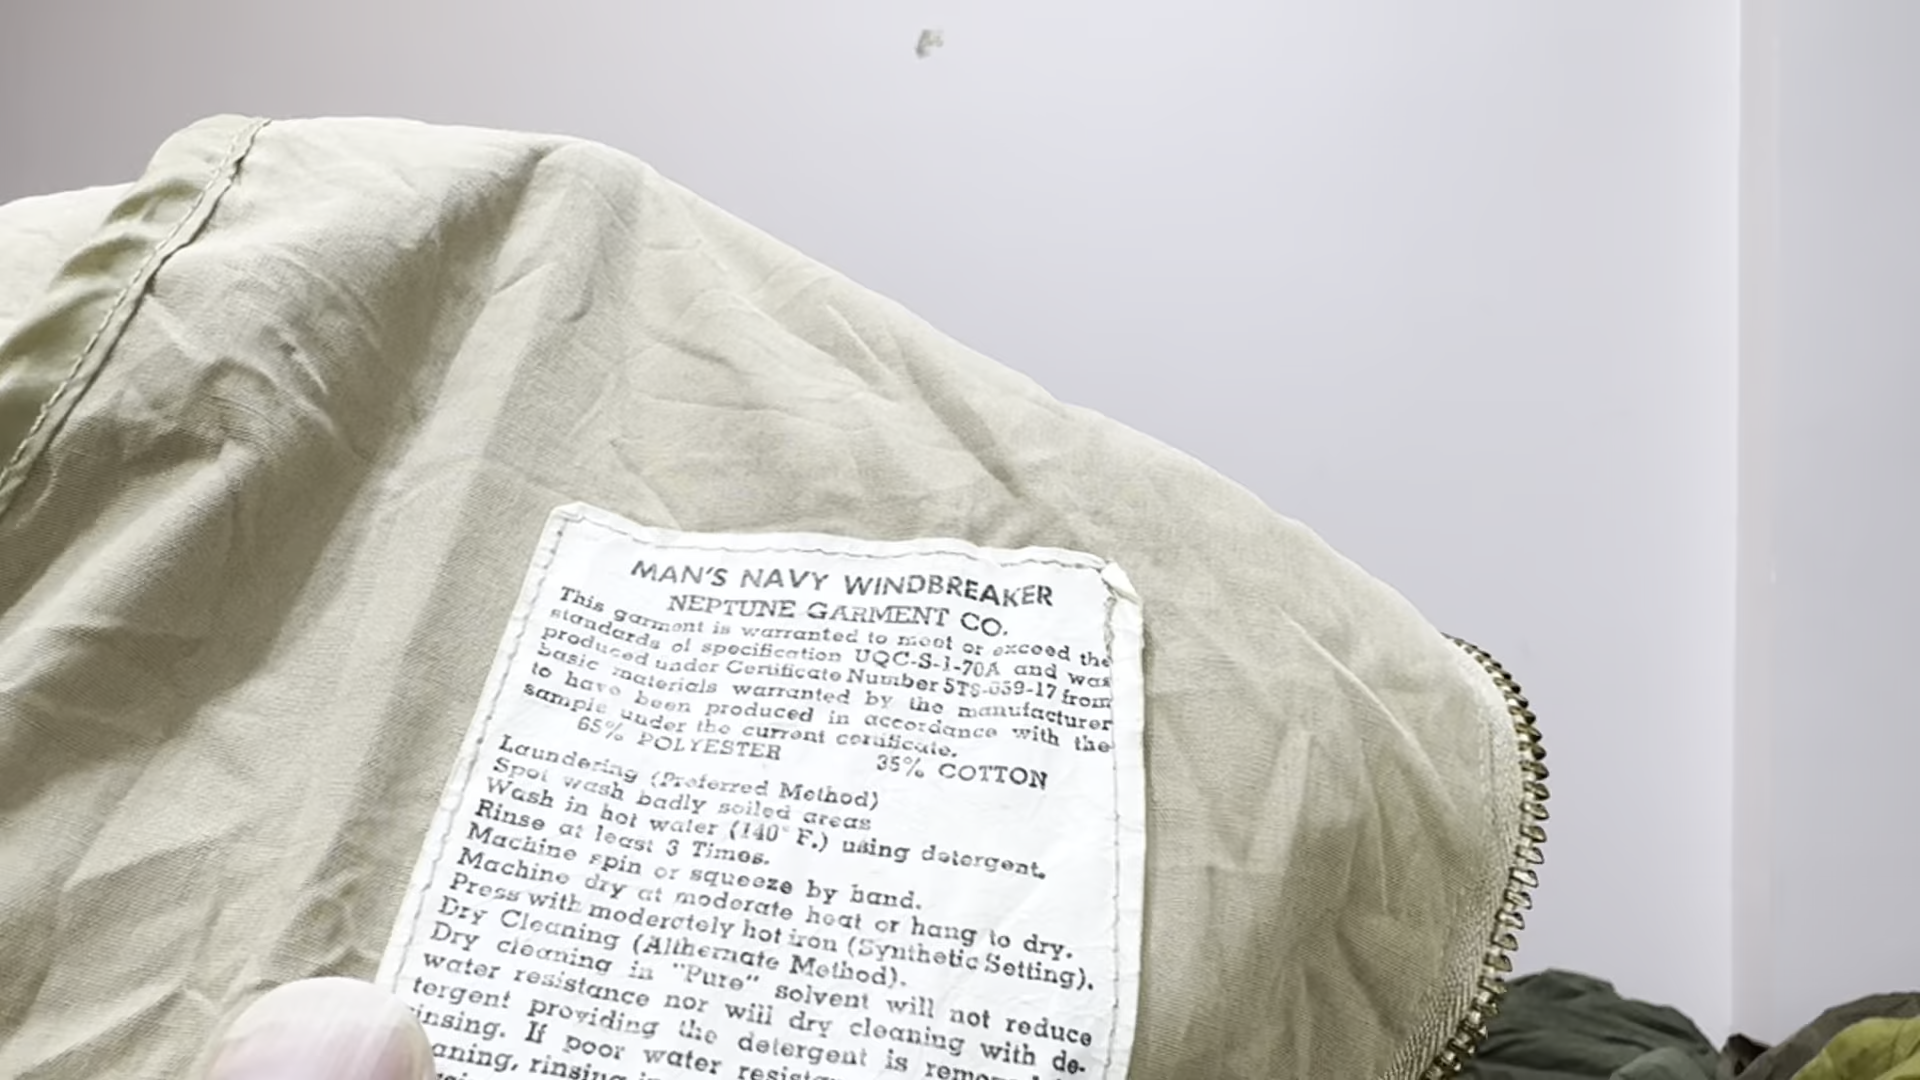 MAN'S NAVY WINDBREAKER
NEPTUNE GARMENT CO.
This garment is warranted to meet or exceed the
standards of specification UQC-S-1-70A and was
produced under Certificate Number 5TS-059-17 from
basic materials warranted by the manufacturer
to have been produced in accordance with the
sample under the current certificate.
65% POLYESTER 35% COTTON
Laundering (Preferred Method)
Spot wash badly soiled areas
Wash in hot water (140° F.) using detergent.
Rinse at least 3 Times.
Machine spin or squeeze by hand.
Machine dry at moderate heat or hang to dry.
Press with moderately hot iron (Synthetic Setting).
Dry Cleaning (Althernate Method).
Dry cleaning in "Pure" solvent will not reduce
water resistance nor will dry cleaning with de-
tergent providing the detergent is
insing. If poor water
aning,